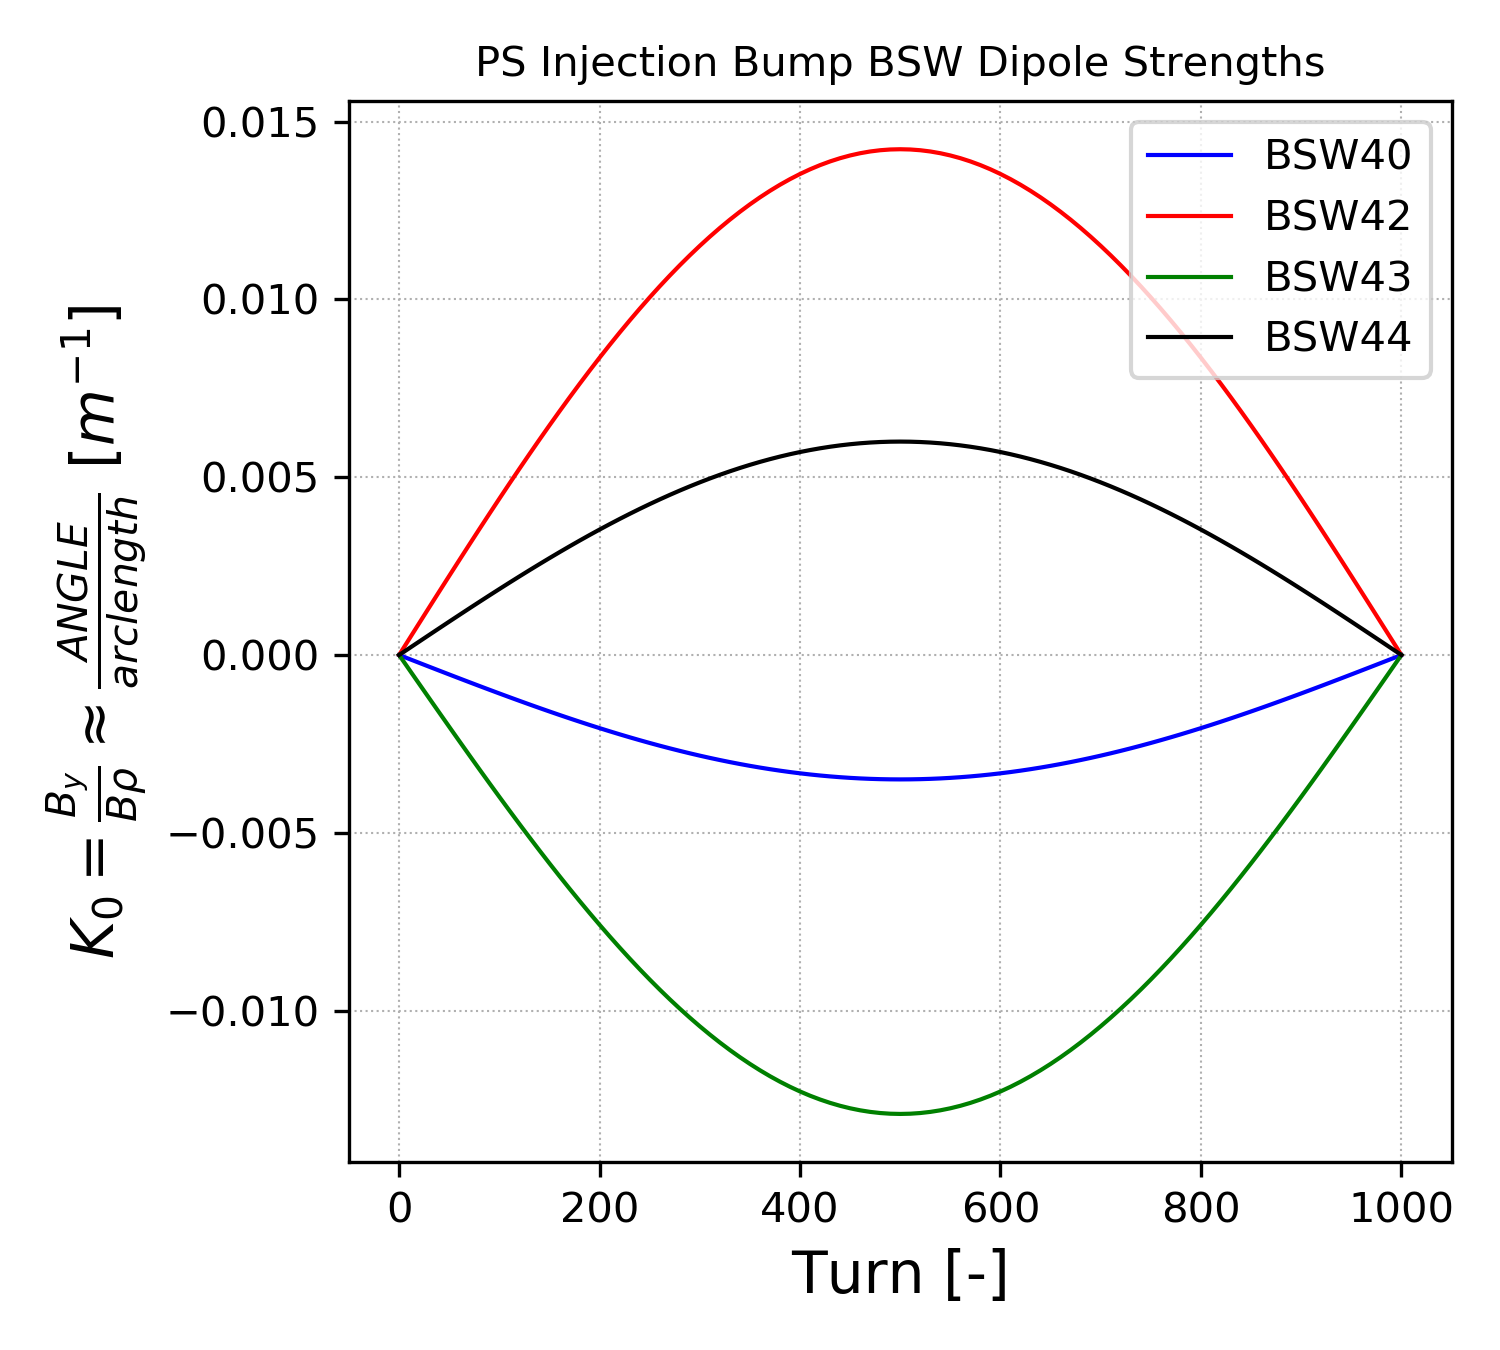 PS Injection Bump BSW Dipole Strengths
K₀ = B_y/Bρ ≈ ANGLE/arclength [m⁻¹]
0.015
0.010
0.005
0.000
−0.005
−0.010
BSW40
BSW42
BSW43
BSW44
0 200 400 600 800 1000
Turn [-]